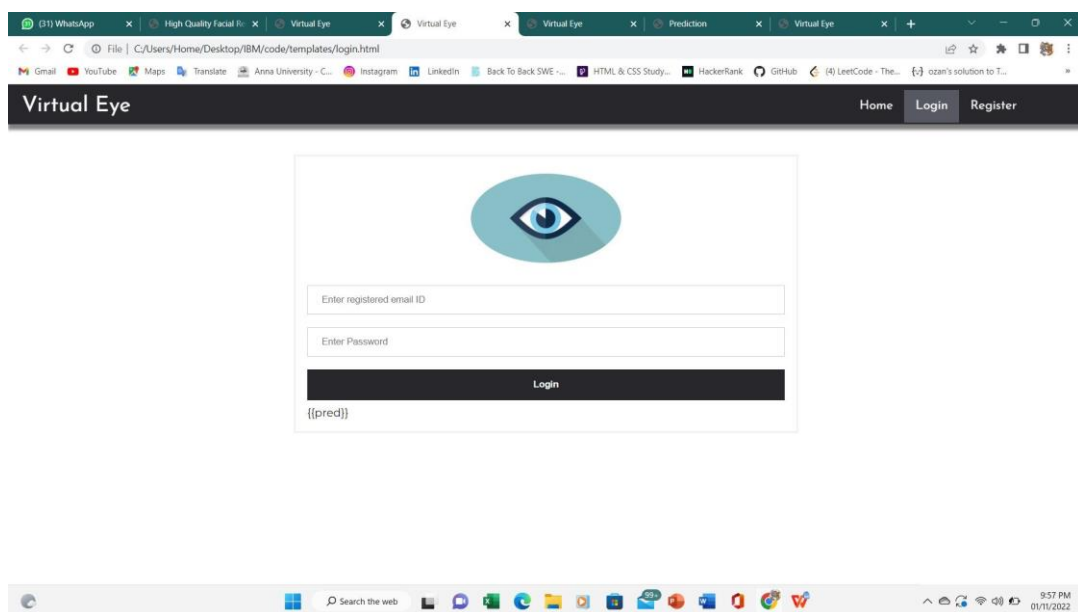 (31) WhatsApp
High Quality Facial Re
Virtual Eye
Virtual Eye
Virtual Eye
Prediction
Virtual Eye
File | C:/Users/Home/Desktop/IBM/code/templates/login.html
Gmail YouTube Maps Translate Anna University - C... Instagram LinkedIn Back To Back SWE -... HTML & CSS Study... HackerRank GitHub (4) LeetCode - The... ozan's solution to T... »
Virtual Eye Home Login Register
Enter registered email ID
Enter Password
Login
{{pred}}
Search the web 99+ 9:57 PM
01/11/2022